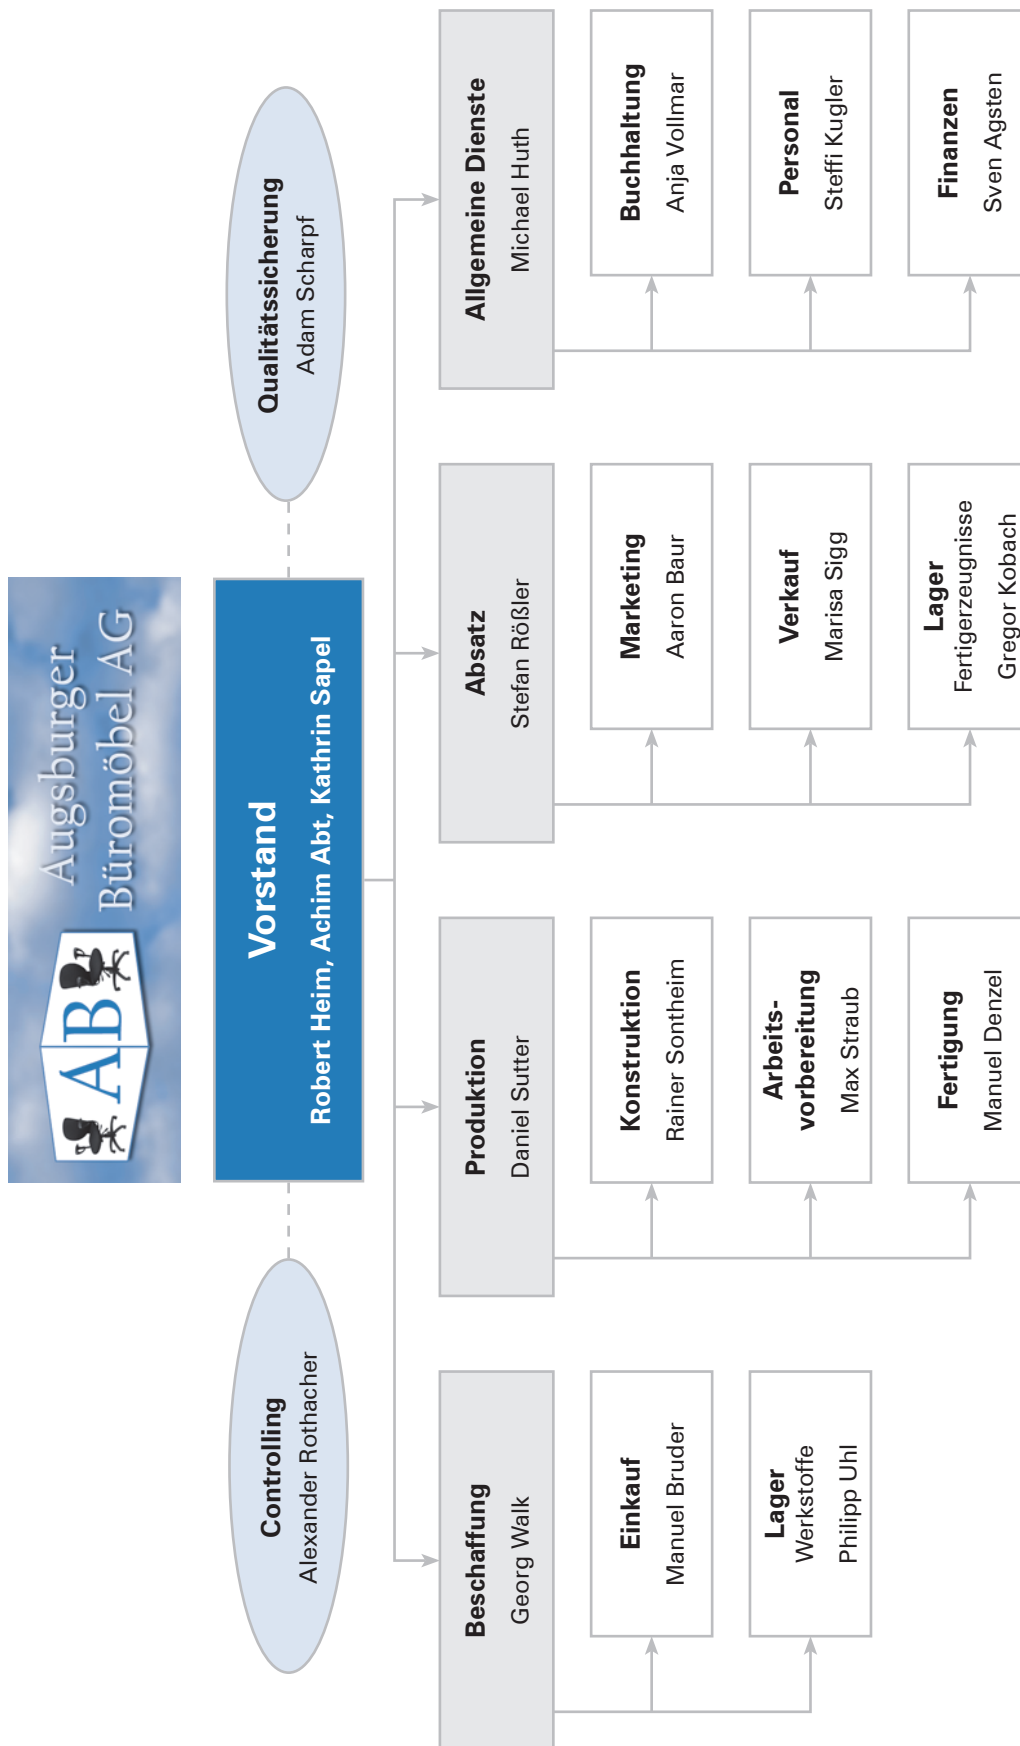 AB
Augsburger
Büromöbel AG
Controlling
Alexander Rothacher
Vorstand
Robert Heim, Achim Abt, Kathrin Sapel
Qualitätssicherung
Adam Scharpf
Beschaffung
Georg Walk
Einkauf
Manuel Bruder
Lager
Werkstoffe
Philipp Uhl
Produktion
Daniel Sutter
Konstruktion
Rainer Sontheim
Arbeits-
vorbereitung
Max Straub
Fertigung
Manuel Denzel
Absatz
Stefan Rößler
Marketing
Aaron Baur
Verkauf
Marisa Sigg
Lager
Fertigerzeugnisse
Gregor Kobach
Allgemeine Dienste
Michael Huth
Buchhaltung
Anja Vollmar
Personal
Steffi Kugler
Finanzen
Sven Agsten